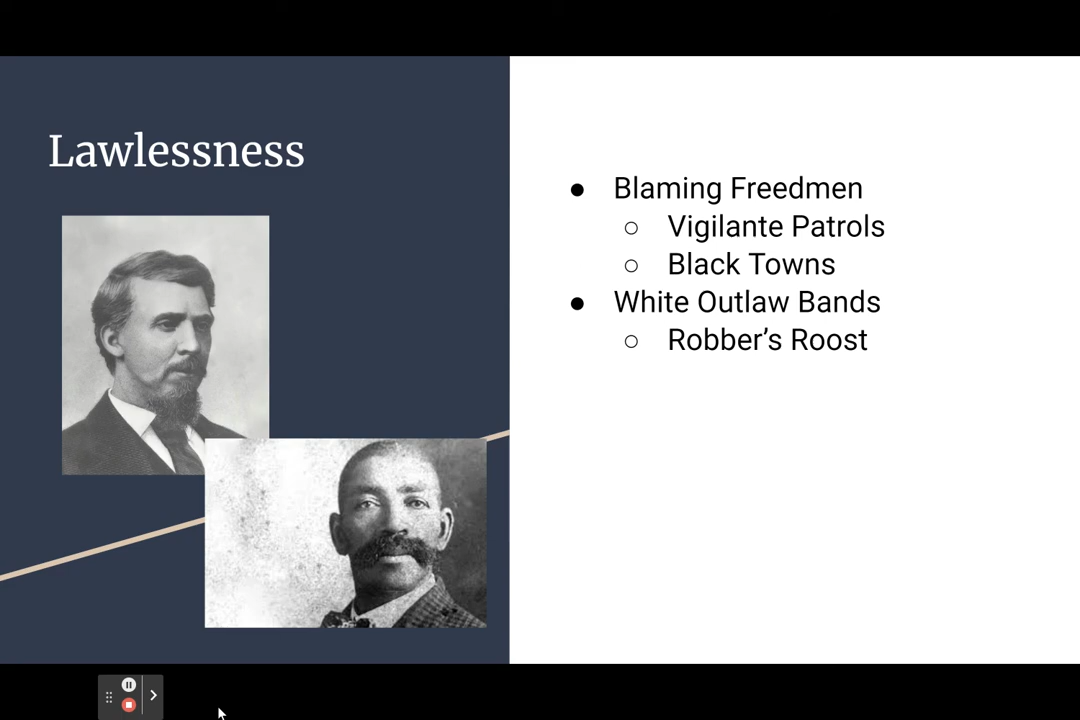 Lawlessness
● Blaming Freedmen
○ Vigilante Patrols
○ Black Towns
● White Outlaw Bands
○ Robber’s Roost